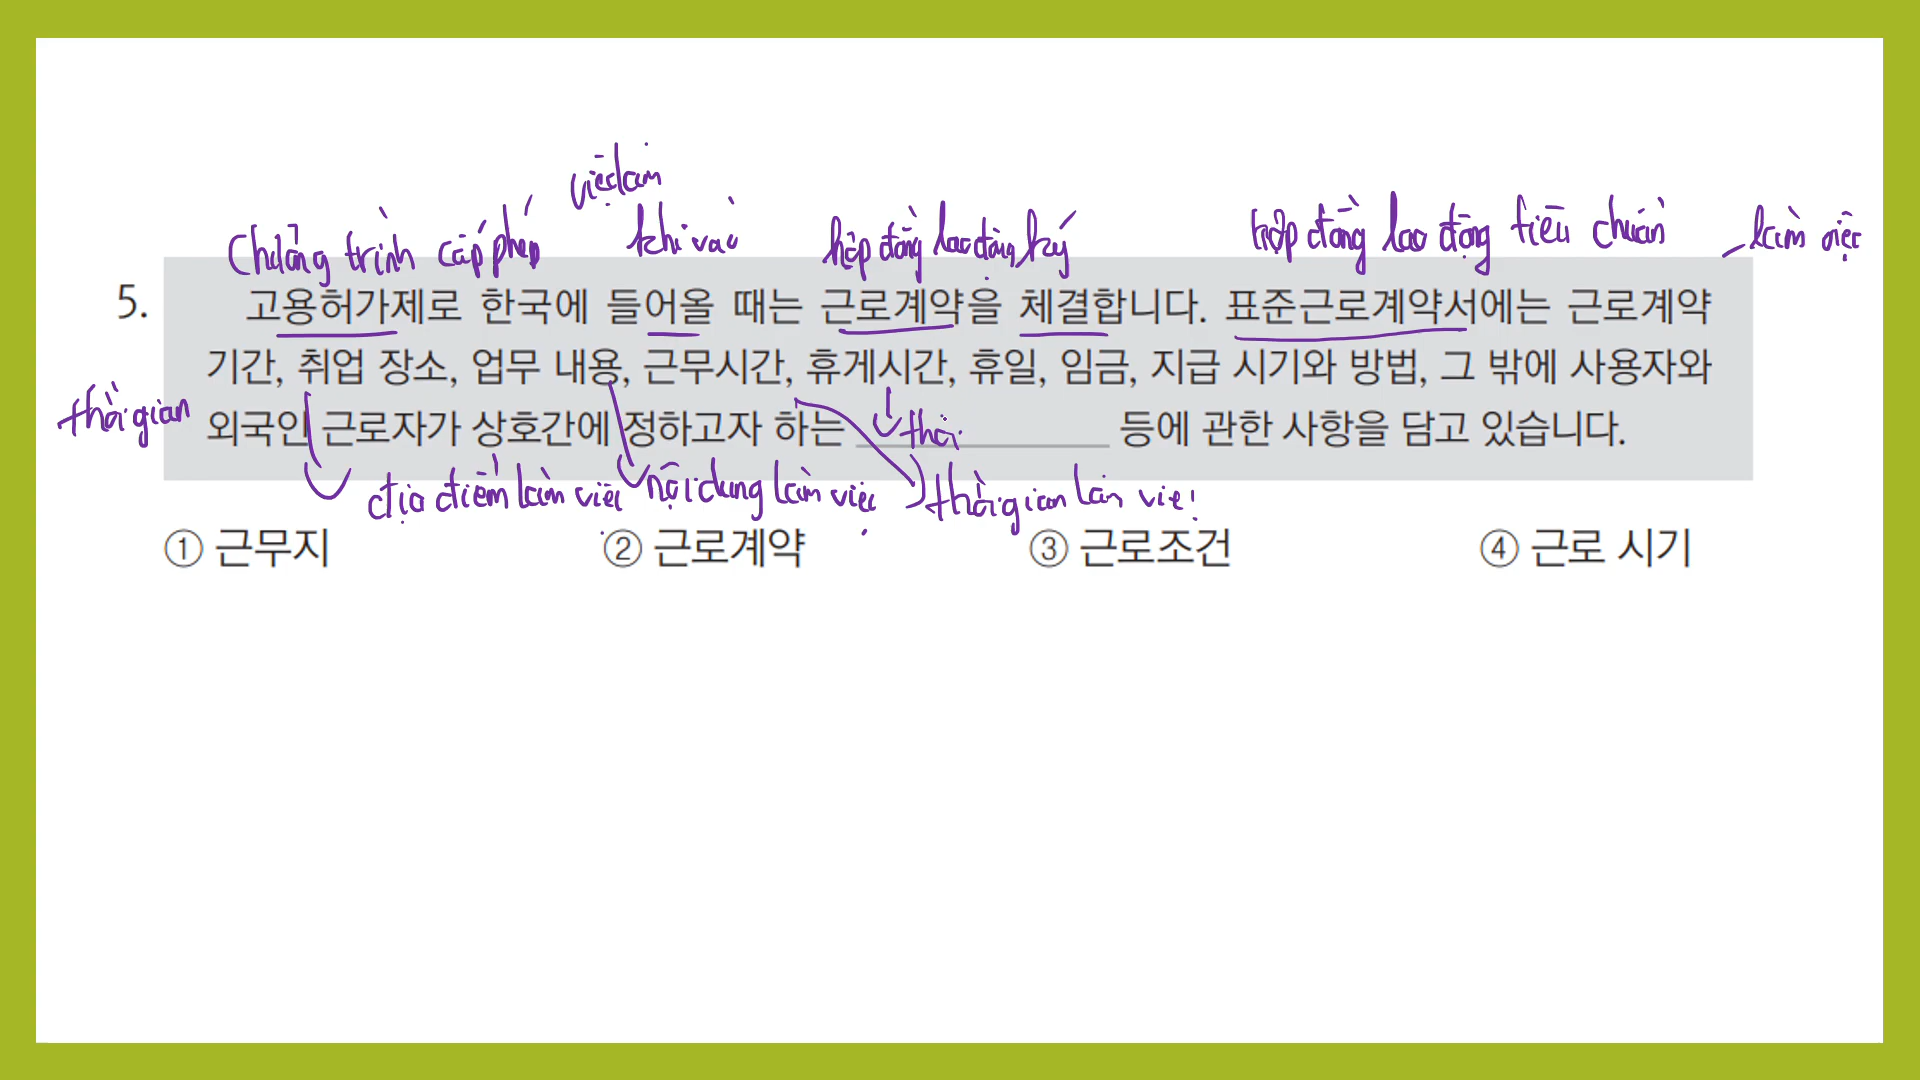 việc làm
Chương trình cấp phép khi vào hợp đồng lao động ký hợp đồng lao động tiêu chuẩn làm việc
5. 고용허가제로 한국에 들어올 때는 근로계약을 체결합니다. 표준근로계약서에는 근로계약
기간, 취업 장소, 업무 내용, 근무시간, 휴게시간, 휴일, 임금, 지급 시기와 방법, 그 밖에 사용자와
thời gian
외국인 근로자가 상호간에 정하고자 하는 ____________ 등에 관한 사항을 담고 있습니다.
thời
địa điểm làm việc nội dung làm việc thời gian làm việ
① 근무지 ② 근로계약 ③ 근로조건 ④ 근로 시기